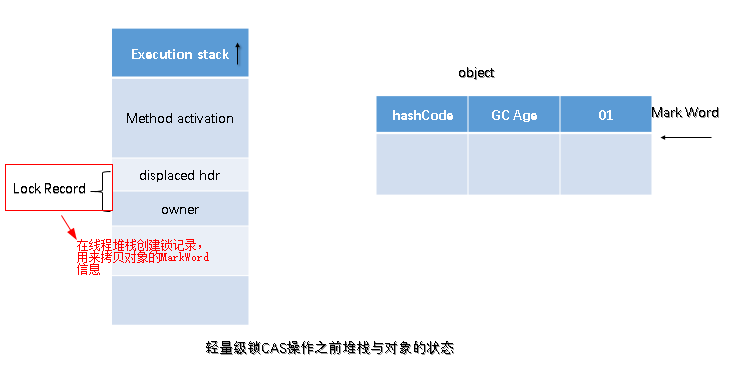 Execution stack
Method activation
Lock Record
displaced hdr
owner
在线程堆栈创建锁记录，
用来拷贝对象的MarkWord
信息
object
hashCode
GC Age
01
Mark Word
轻量级锁CAS操作之前堆栈与对象的状态